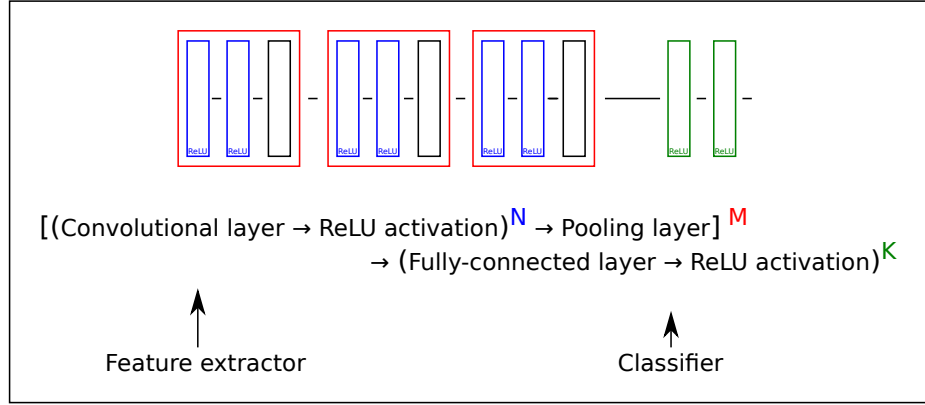 ReLU ReLU ReLU ReLU ReLU ReLU ReLU ReLU
[(Convolutional layer → ReLU activation)N → Pooling layer] M
→ (Fully-connected layer → ReLU activation)K
Feature extractor Classifier